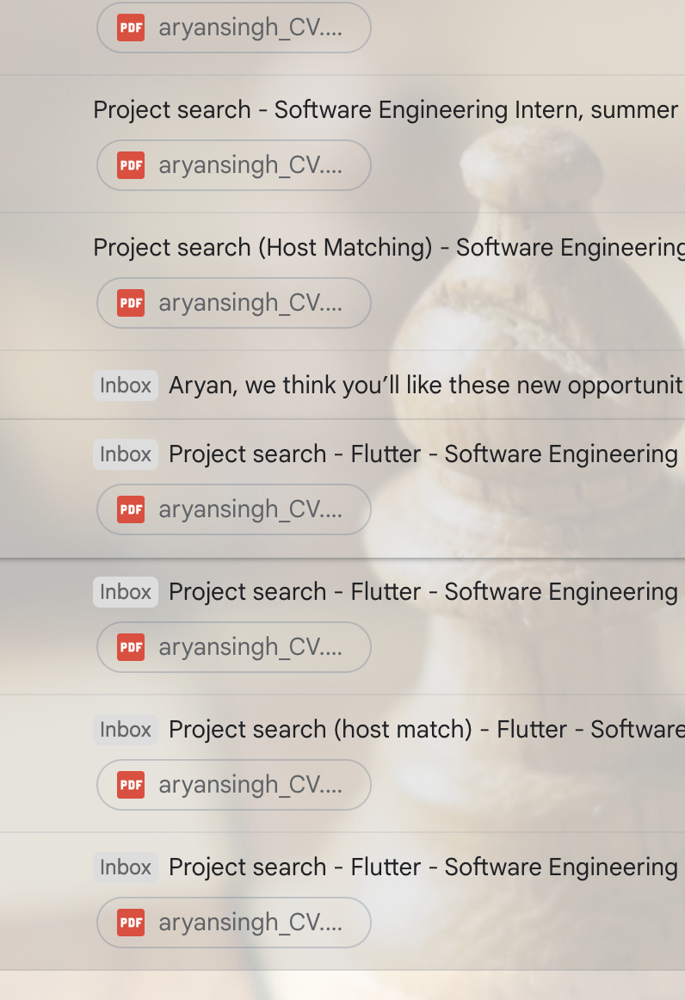 PDF aryansingh_CV....
Project search - Software Engineering Intern, summer
PDF aryansingh_CV....
Project search (Host Matching) - Software Engineering
PDF aryansingh_CV....
Inbox Aryan, we think you’ll like these new opportunit
Inbox Project search - Flutter - Software Engineering
PDF aryansingh_CV....
Inbox Project search - Flutter - Software Engineering
PDF aryansingh_CV....
Inbox Project search (host match) - Flutter - Software
PDF aryansingh_CV....
Inbox Project search - Flutter - Software Engineering
PDF aryansingh_CV....